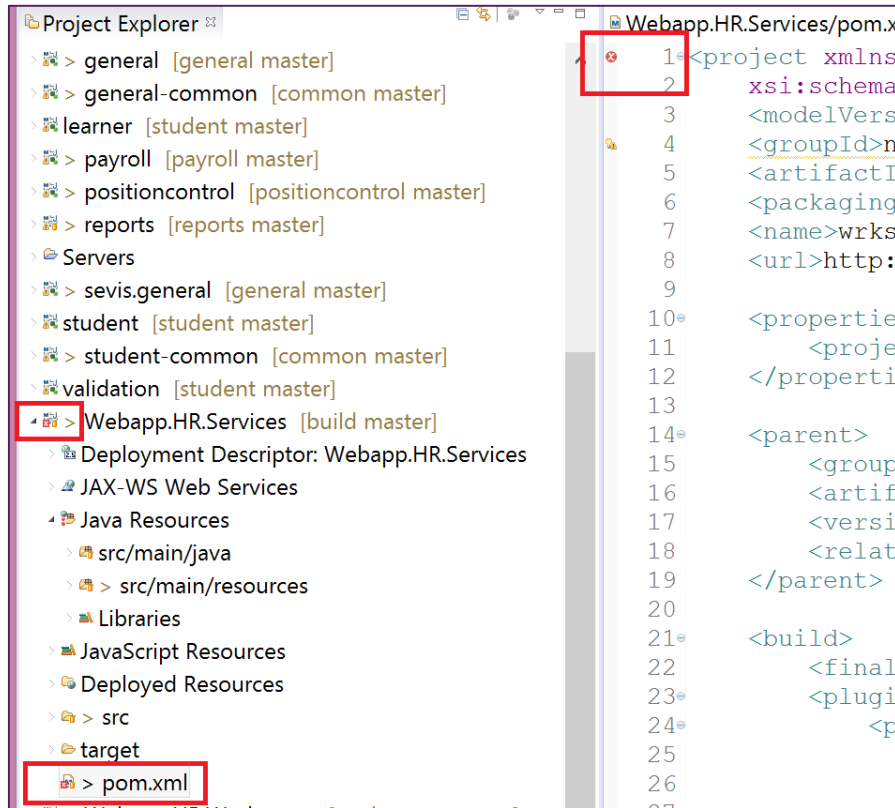 Project Explorer
> general [general master]
> general-common [common master]
learner [student master]
> payroll [payroll master]
> positioncontrol [positioncontrol master]
> reports [reports master]
Servers
> sevis.general [general master]
student [student master]
> student-common [common master]
validation [student master]
> Webapp.HR.Services [build master]
Deployment Descriptor: Webapp.HR.Services
JAX-WS Web Services
Java Resources
src/main/java
> src/main/resources
Libraries
JavaScript Resources
Deployed Resources
> src
target
> pom.xml
Webapp.HR.Services/pom.x
1 <project xmlns
2 xsi:schema
3 <modelVers
4 <groupId>n
5 <artifactI
6 <packaging
7 <name>wrks
8 <url>http:
9
10 <propertie
11 <proje
12 </properti
13
14 <parent>
15 <group
16 <artif
17 <versi
18 <relat
19 </parent>
20
21 <build>
22 <final
23 <plugi
24 <p
25
26